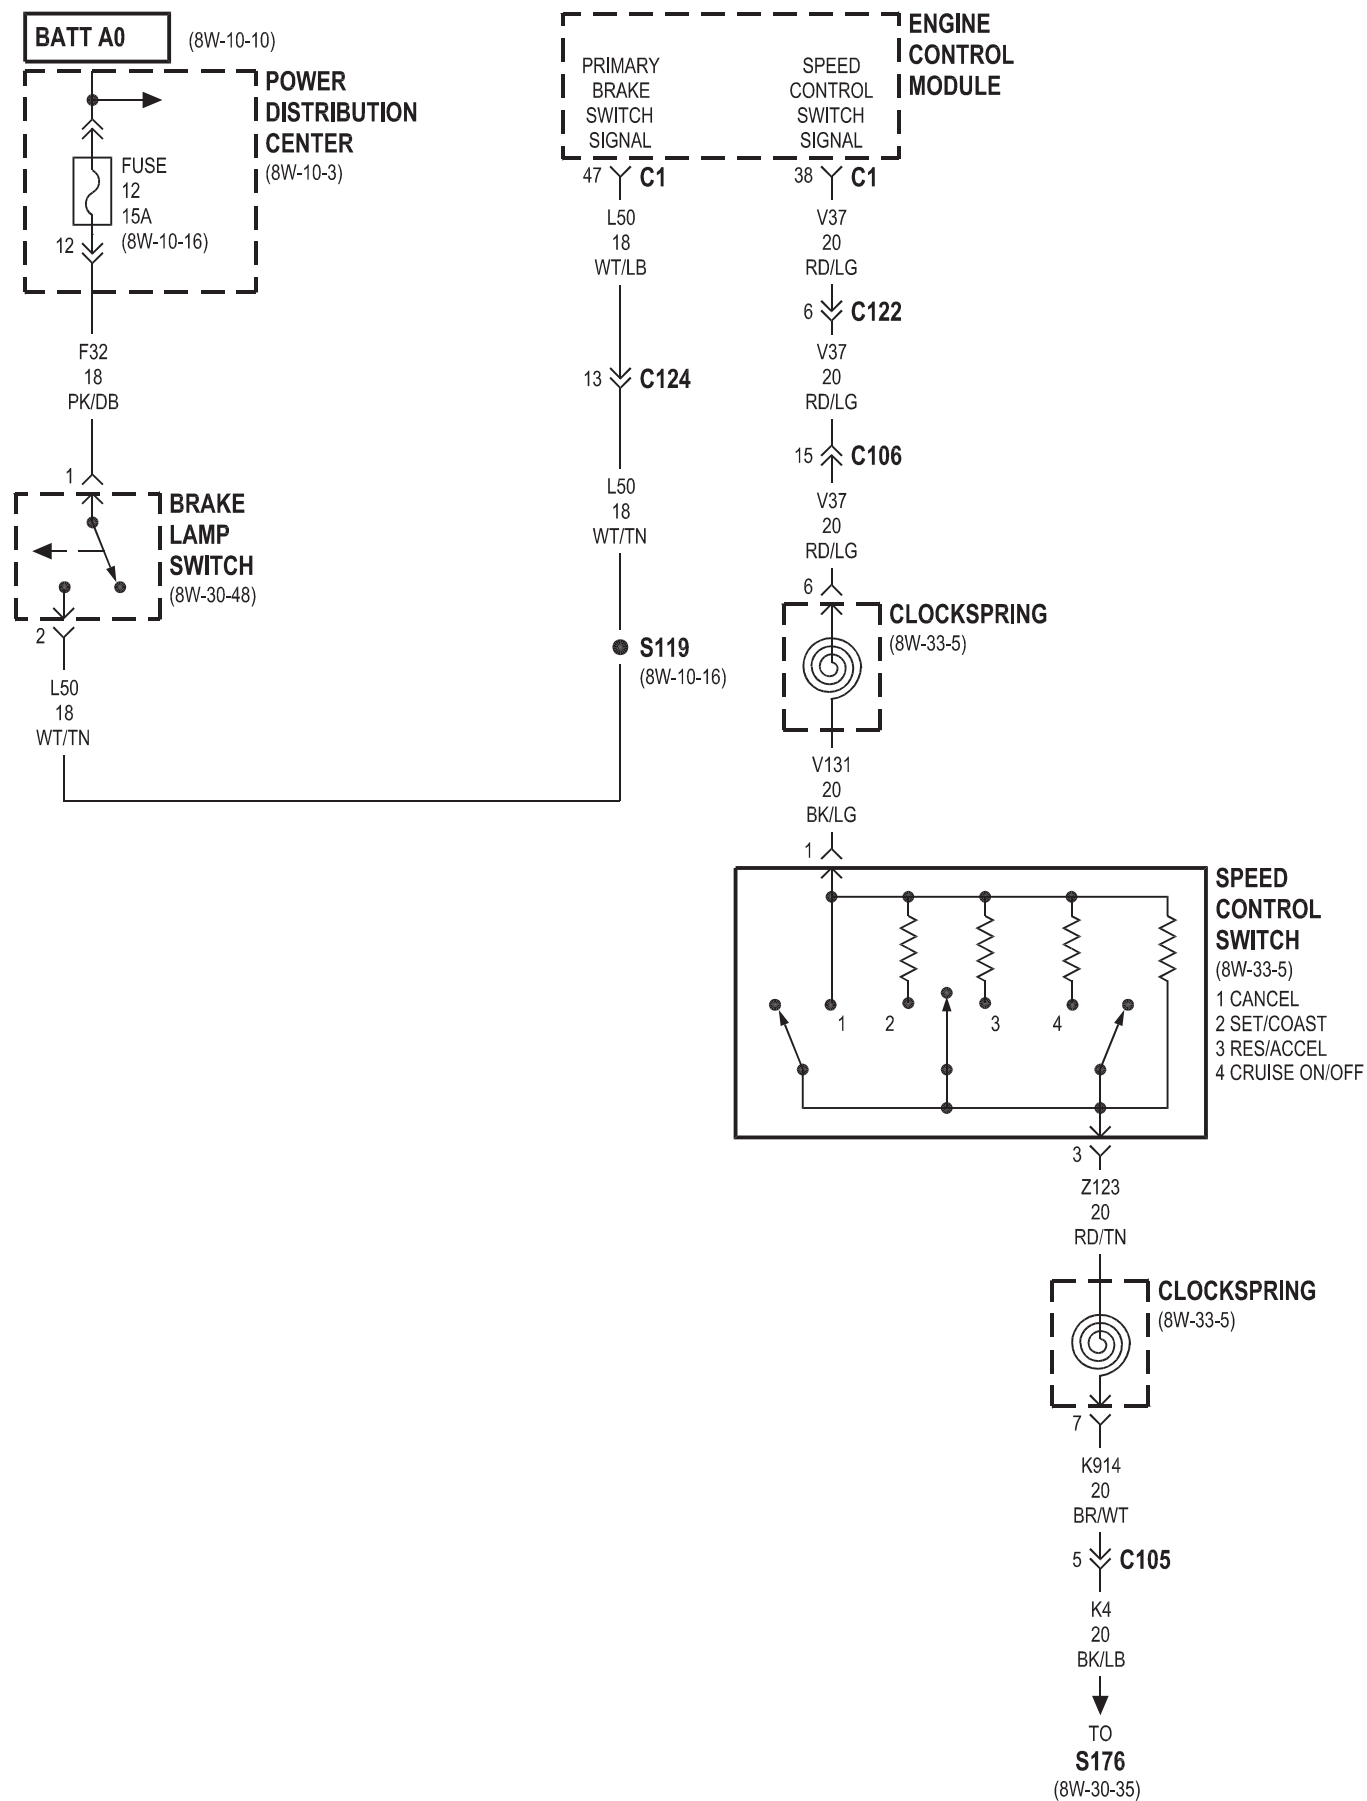 BATT A0
(8W-10-10)
POWER
DISTRIBUTION
CENTER
(8W-10-3)
FUSE
12
15A
(8W-10-16)
12
F32
18
PK/DB
1
BRAKE
LAMP
SWITCH
(8W-30-48)
2
L50
18
WT/TN
ENGINE
CONTROL
MODULE
PRIMARY
BRAKE
SWITCH
SIGNAL
47
C1
L50
18
WT/LB
13
C124
L50
18
WT/TN
S119
(8W-10-16)
SPEED
CONTROL
SWITCH
SIGNAL
38
C1
V37
20
RD/LG
6
C122
V37
20
RD/LG
15
C106
V37
20
RD/LG
6
CLOCKSPRING
(8W-33-5)
V131
20
BK/LG
1
SPEED
CONTROL
SWITCH
(8W-33-5)
1 CANCEL
2 SET/COAST
3 RES/ACCEL
4 CRUISE ON/OFF
1
2
3
4
3
Z123
20
RD/TN
CLOCKSPRING
(8W-33-5)
7
K914
20
BR/WT
5
C105
K4
20
BK/LB
TO
S176
(8W-30-35)